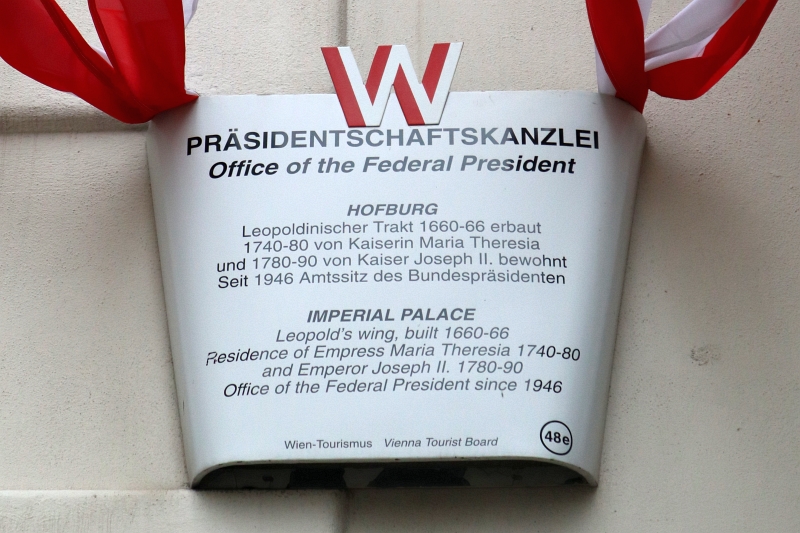 W
PRÄSIDENTSCHAFTSKANZLEI
Office of the Federal President
HOFBURG
Leopoldinischer Trakt 1660-66 erbaut
1740-80 von Kaiserin Maria Theresia
und 1780-90 von Kaiser Joseph II. bewohnt
Seit 1946 Amtssitz des Bundespräsidenten
IMPERIAL PALACE
Leopold's wing, built 1660-66
Residence of Empress Maria Theresia 1740-80
and Emperor Joseph II. 1780-90
Office of the Federal President since 1946
Wien-Tourismus Vienna Tourist Board
48e